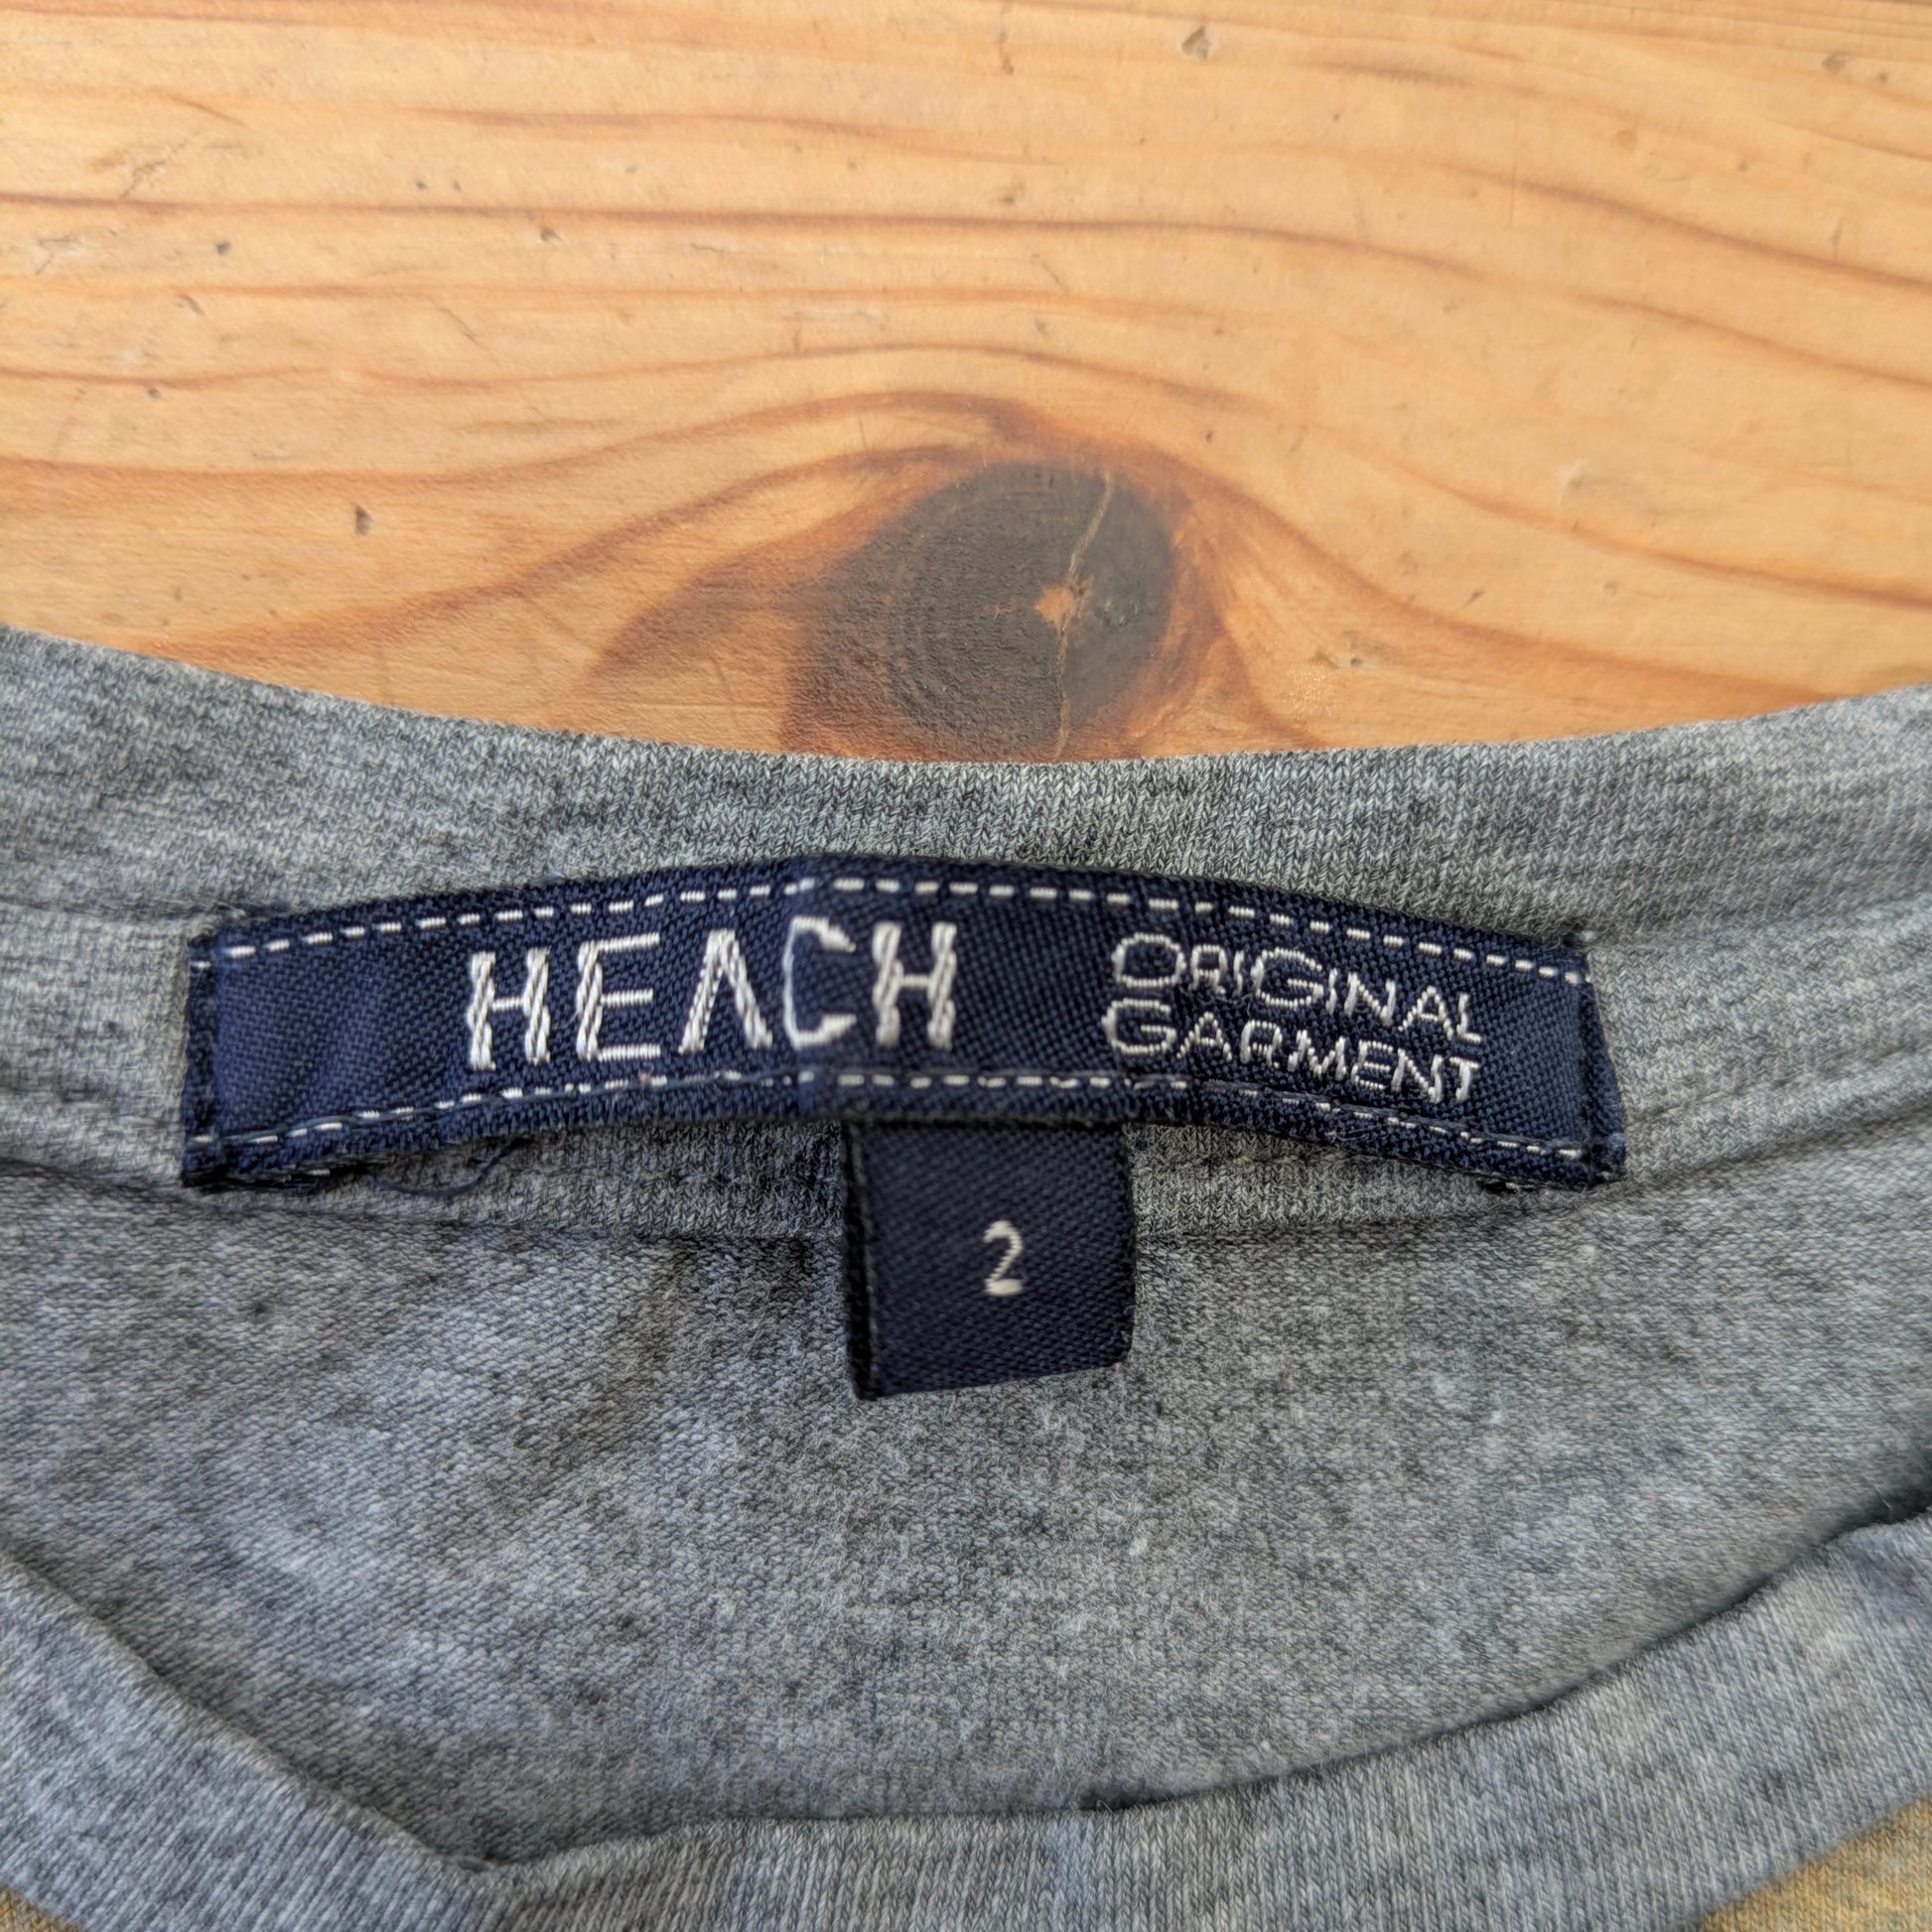 HEACH
ORIGINAL
GARMENT
2